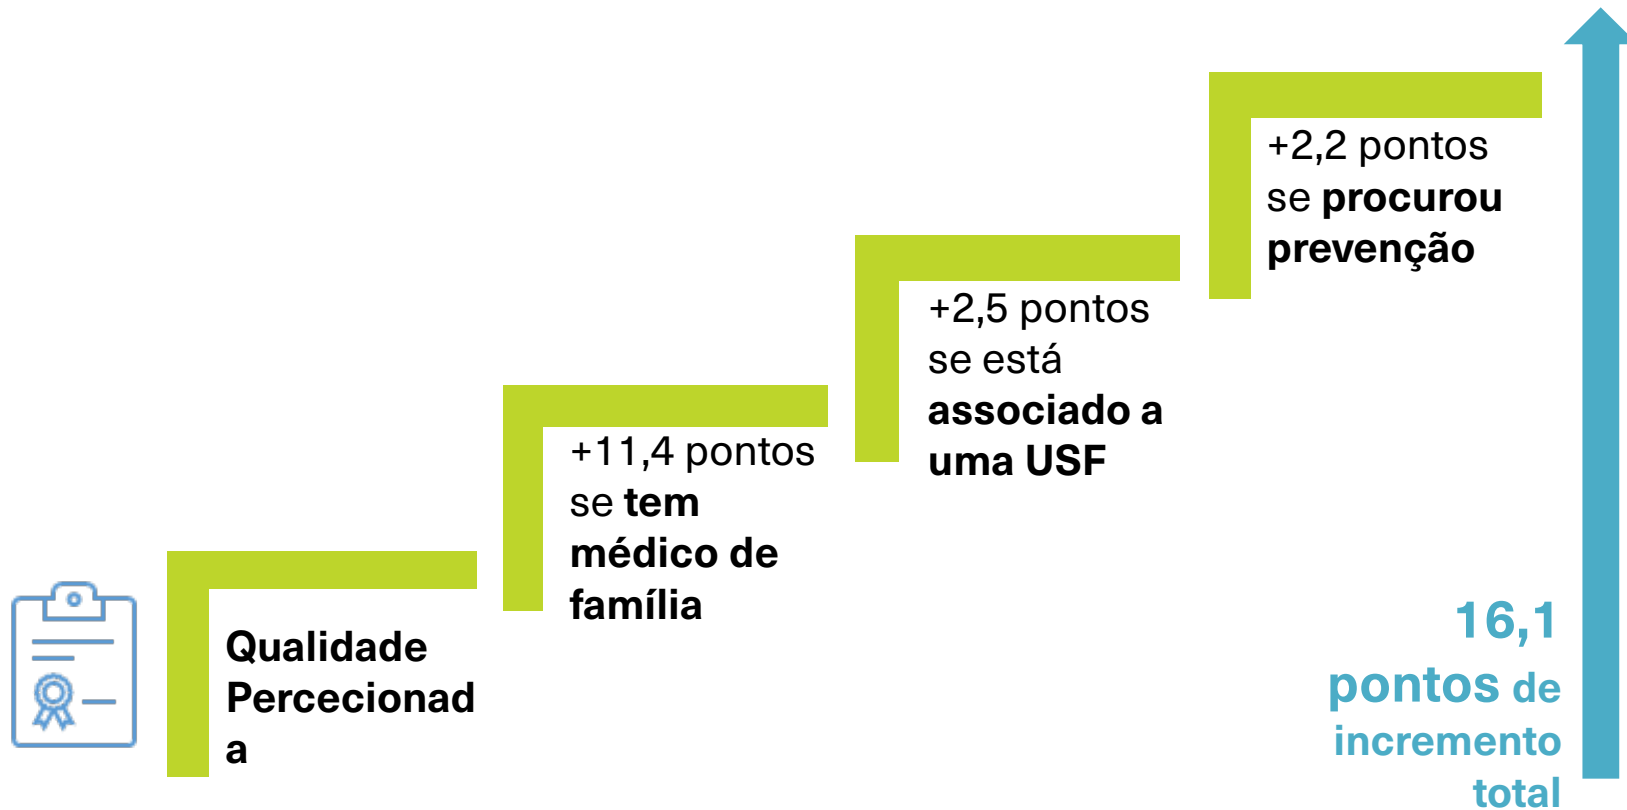 Qualidade
Percecionad
a
+11,4 pontos
se tem
médico de
família
+2,5 pontos
se está
associado a
uma USF
+2,2 pontos
se procurou
prevenção
16,1
pontos de
incremento
total